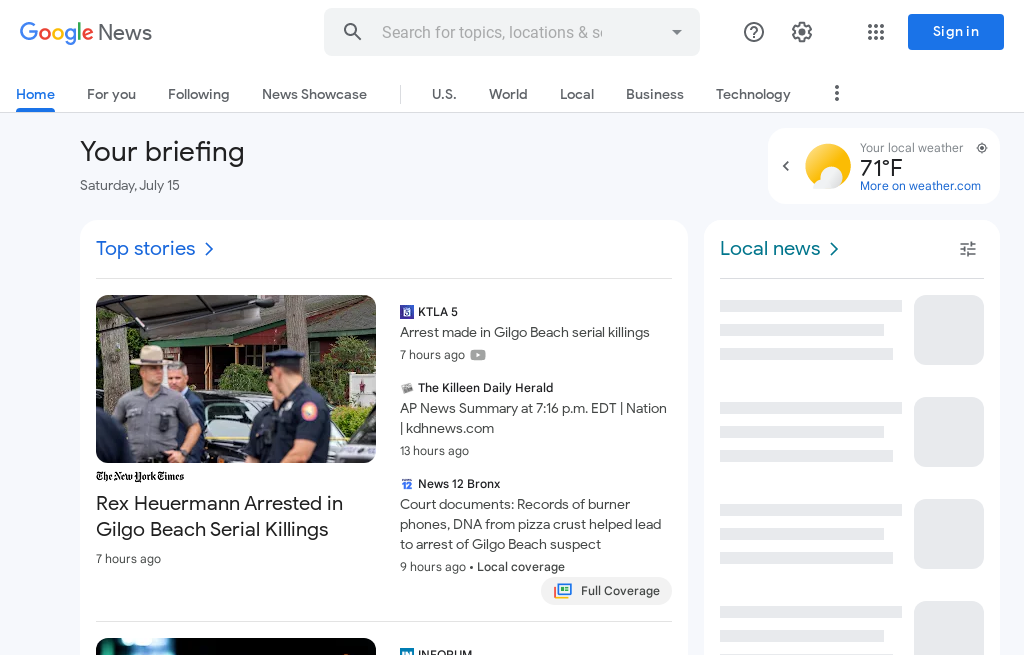 Google News
Search for topics, locations & s
Sign in
Home
For you
Following
News Showcase
U.S.
World
Local
Business
Technology
Your briefing
Saturday, July 15
Your local weather
71°F
More on weather.com
Top stories
The New York Times
Rex Heuermann Arrested in
Gilgo Beach Serial Killings
7 hours ago
KTLA 5
Arrest made in Gilgo Beach serial killings
7 hours ago
The Killeen Daily Herald
AP News Summary at 7:16 p.m. EDT | Nation
| kdhnews.com
13 hours ago
12
News 12 Bronx
Court documents: Records of burner
phones, DNA from pizza crust helped lead
to arrest of Gilgo Beach suspect
9 hours ago • Local coverage
Full Coverage
INFORUM
Local news